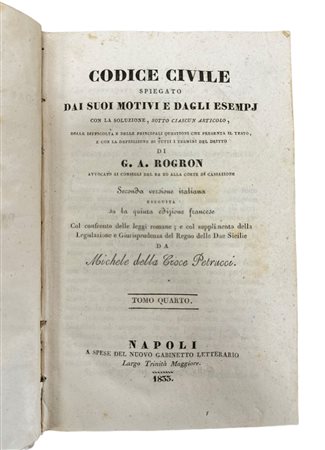 CODICE CIVILE
SPIEGATO
DAI SUOI MOTIVI E DAGLI ESEMPJ
CON LA SOLUZIONE, SOTTO CIASCUN ARTICOLO,
DELLE DIFFICOLTÀ E DELLE PRINCIPALI QUESTIONI CHE PRESENTA IL TESTO,
E CON LA DEFINIZIONE DI TUTTI I TERMINI DEL DRITTO
DI
G. A. ROGRON
AVVOCATO AI CONSIGLI DEL RE ED ALLA CORTE DI CASSAZIONE
Seconda versione italiana
ESEGUITA
su la quinta edizione francese
Col confronto delle leggi romane; e col supplimento della
Legislazione e Giurisprudenza del Regno delle Due Sicilie
DA
Michele della Croce Petrucci.
TOMO QUARTO.
NAPOLI
A SPESE DEL NUOVO GABINETTO LETTERARIO
Largo Trinità Maggiore.
1833.